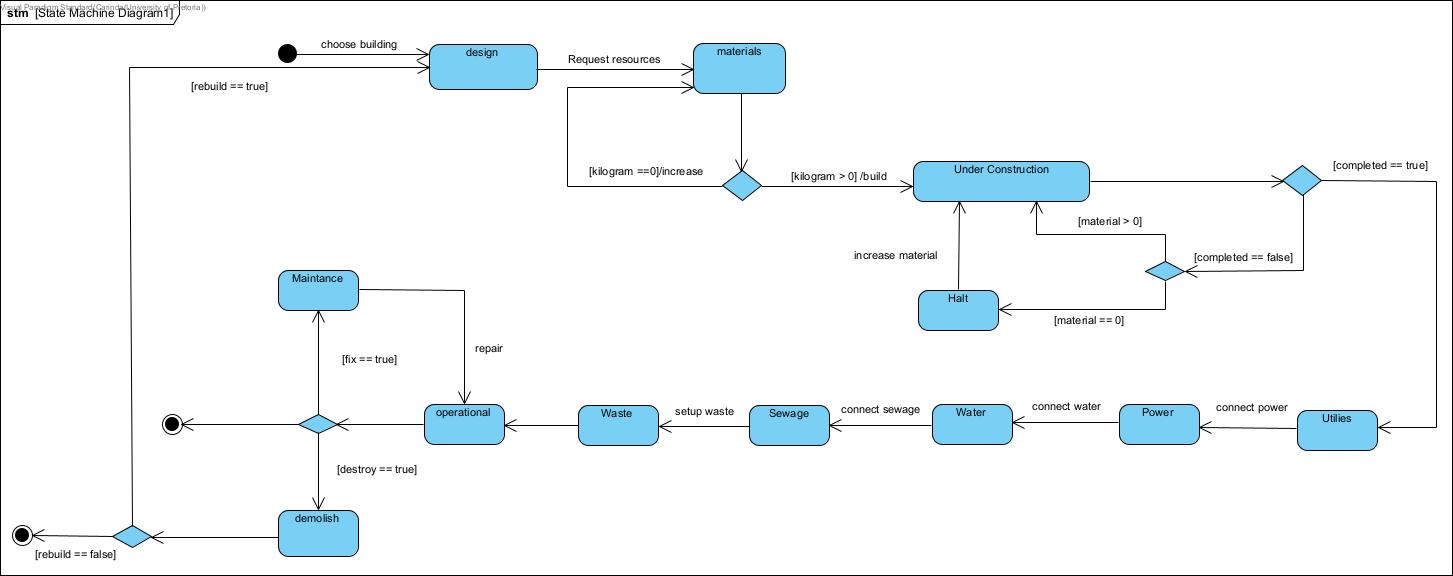 Visual Paradigm Standard(Carinda(University of Pretoria))
stm [State Machine Diagram1]
choose building
design
Request resources
materials
[rebuild == true]
[kilogram ==0]/increase
[kilogram > 0] /build
Under Construction
[completed == true]
[material > 0]
increase material
[completed == false]
Halt
[material == 0]
Maintance
[fix == true]
repair
operational
Waste
setup waste
Sewage
connect sewage
Water
connect water
Power
connect power
Utilies
[destroy == true]
demolish
[rebuild == false]